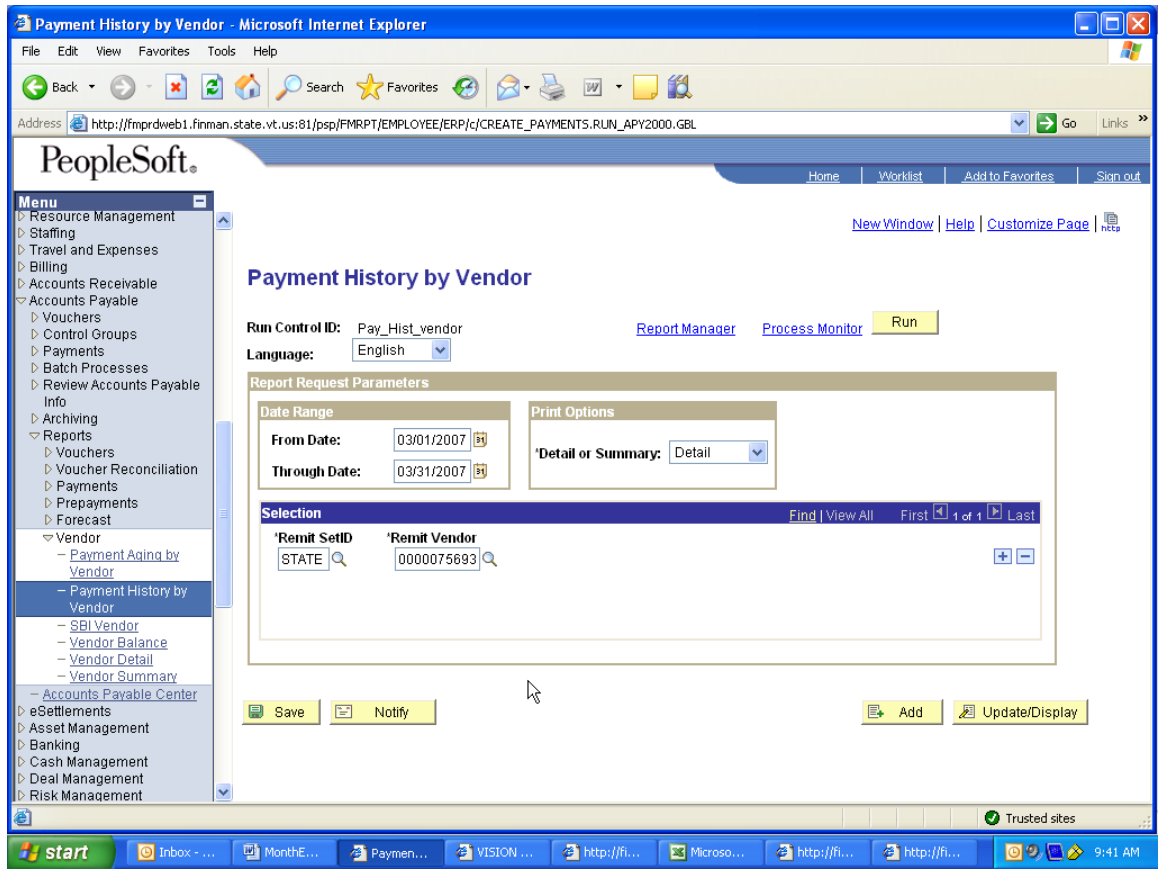 Payment History by Vendor - Microsoft Internet Explorer
File Edit View Favorites Tools Help
Back Search Favorites
Address http://fmprdweb1.finman.state.vt.us:81/psp/FMRPT/EMPLOYEE/ERP/c/CREATE_PAYMENTS.RUN_APY2000.GBL Go Links »
PeopleSoft.
Home Worklist Add to Favorites Sign out
Menu
Resource Management
Staffing
Travel and Expenses
Billing
Accounts Receivable
Accounts Payable
Vouchers
Control Groups
Payments
Batch Processes
Review Accounts Payable
Info
Archiving
Reports
Vouchers
Voucher Reconciliation
Payments
Prepayments
Forecast
Vendor
– Payment Aging by
Vendor
– Payment History by
Vendor
– SBI Vendor
– Vendor Balance
– Vendor Detail
– Vendor Summary
– Accounts Payable Center
eSettlements
Asset Management
Banking
Cash Management
Deal Management
Risk Management
New Window | Help | Customize Page | http
Payment History by Vendor
Run Control ID: Pay_Hist_vendor Report Manager Process Monitor Run
Language: English
Report Request Parameters
Date Range
From Date: 03/01/2007 31
Through Date: 03/31/2007 31
Print Options
*Detail or Summary: Detail
Selection Find | View All First 1 of 1 Last
*Remit SetID *Remit Vendor
STATE 0000075693
Save Notify Add Update/Display
Trusted sites
start Inbox - ... MonthE... Paymen... VISION ... http://fi... Microso... http://fi... http://fi... 9:41 AM